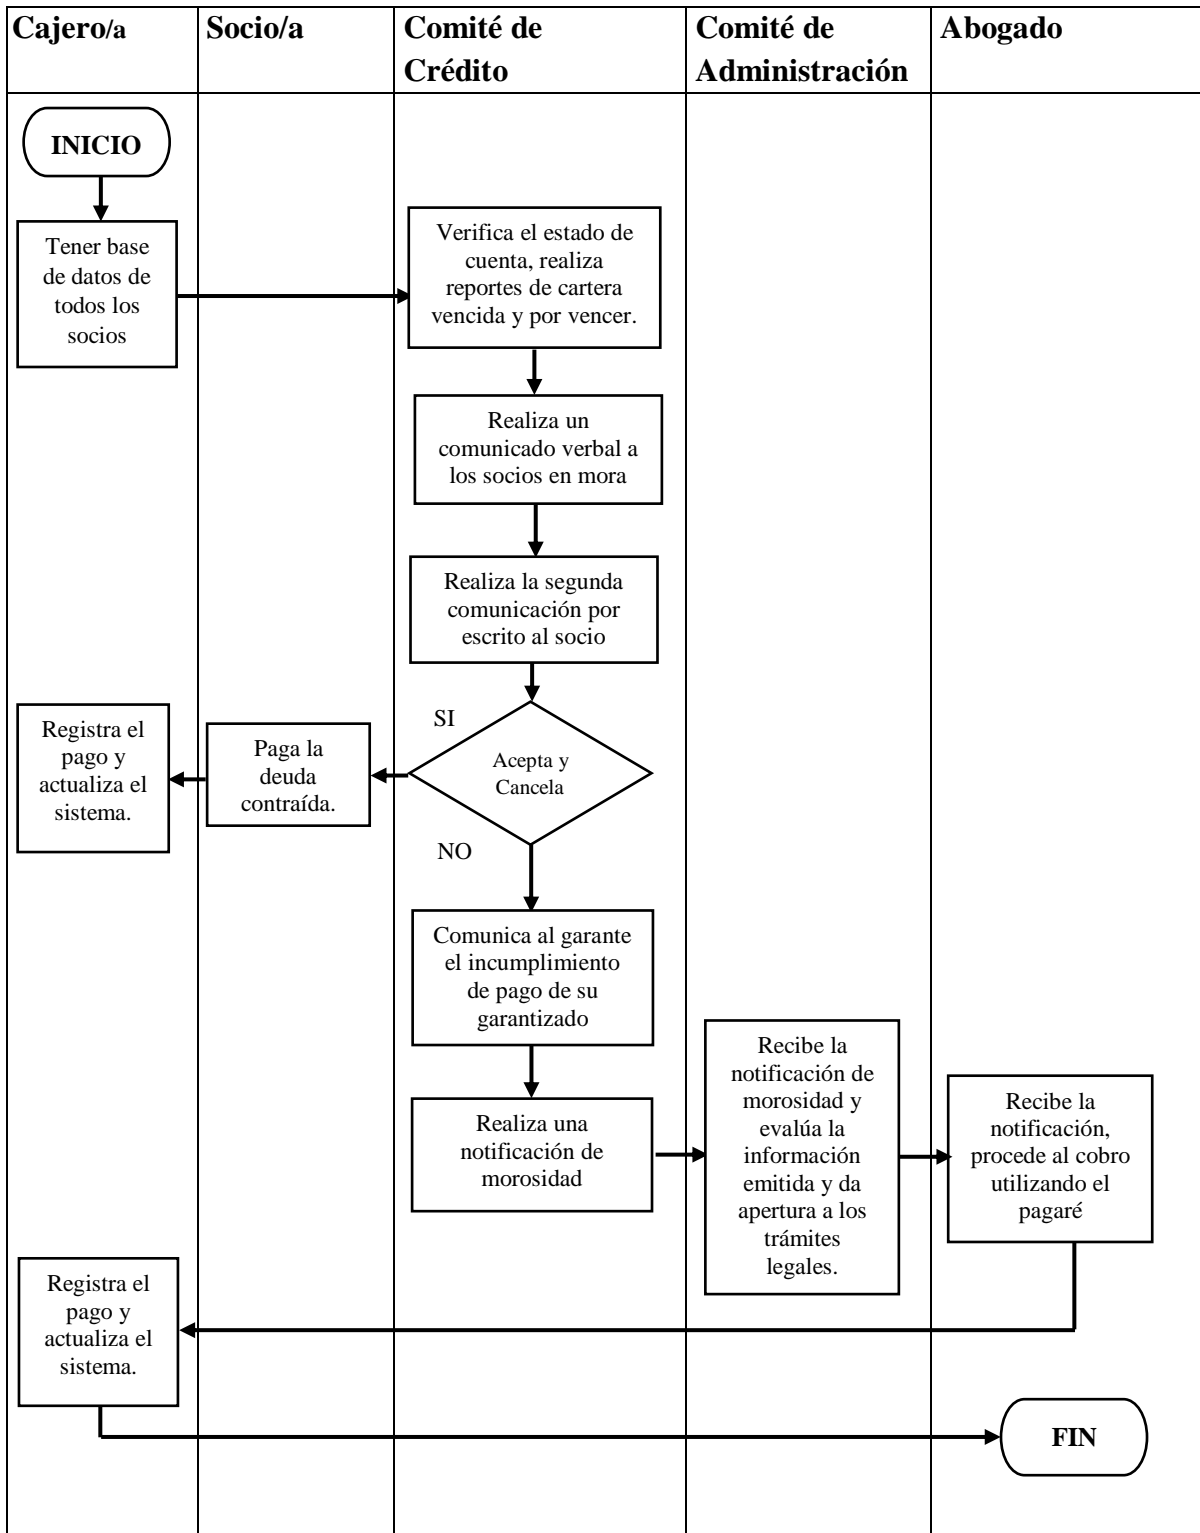 Cajero/a
Socio/a
Comité de
Crédito
Comité de
Administración
Abogado
INICIO
Tener base
de datos de
todos los
socios
Verifica el estado de
cuenta, realiza
reportes de cartera
vencida y por vencer.
Realiza un
comunicado verbal a
los socios en mora
Realiza la segunda
comunicación por
escrito al socio
SI
Acepta y
Cancela
NO
Paga la
deuda
contraída.
Registra el
pago y
actualiza el
sistema.
Comunica al garante
el incumplimiento
de pago de su
garantizado
Realiza una
notificación de
morosidad
Recibe la
notificación de
morosidad y
evalúa la
información
emitida y da
apertura a los
trámites
legales.
Recibe la
notificación,
procede al cobro
utilizando el
pagaré
Registra el
pago y
actualiza el
sistema.
FIN